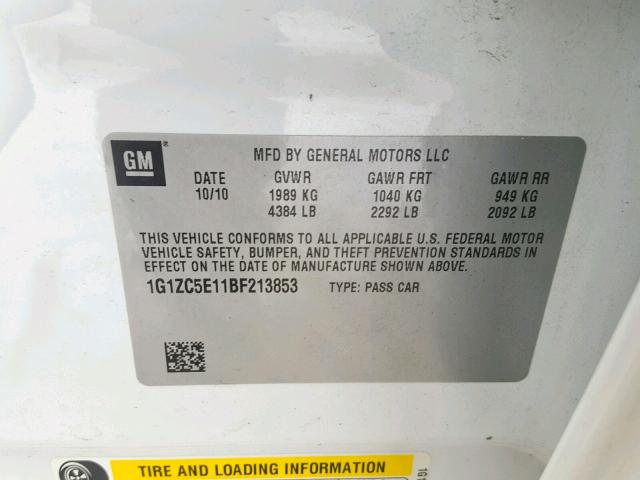 GM
MFD BY GENERAL MOTORS LLC
DATE GVWR GAWR FRT GAWR RR
10/10 1989 KG 1040 KG 949 KG
4384 LB 2292 LB 2092 LB
THIS VEHICLE CONFORMS TO ALL APPLICABLE U.S. FEDERAL MOTOR
VEHICLE SAFETY, BUMPER, AND THEFT PREVENTION STANDARDS IN
EFFECT ON THE DATE OF MANUFACTURE SHOWN ABOVE.
1G1ZC5E11BF213853 TYPE: PASS CAR
TIRE AND LOADING INFORMATION
1G1